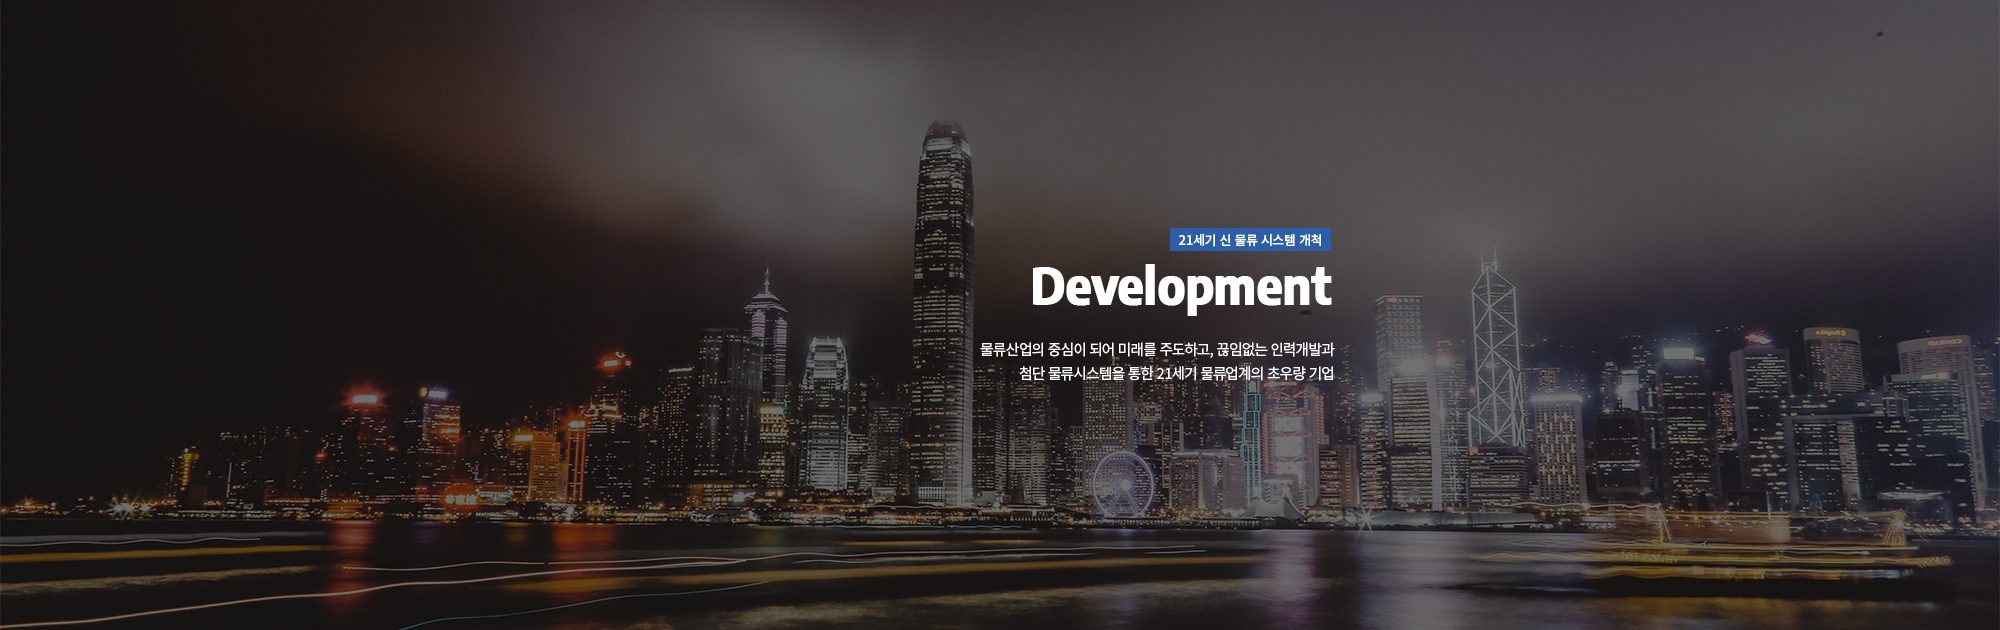 21세기 신 물류 시스템 개척
Development
물류산업의 중심이 되어 미래를 주도하고, 끊임없는 인력개발과
첨단 물류시스템을 통한 21세기 물류업계의 초우량 기업